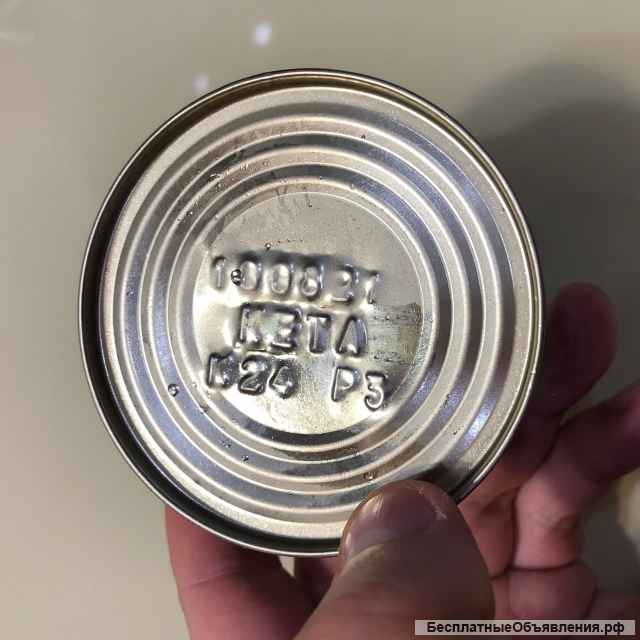 100821
КЕТА
К24 Р3
БесплатныеОбъявления.рф